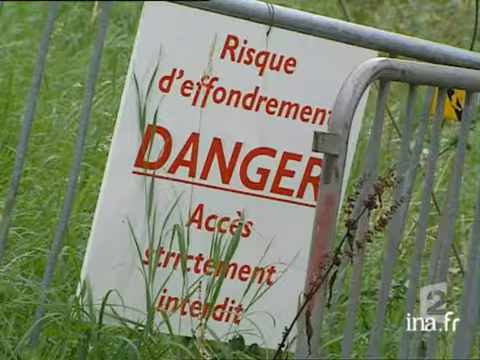 Risque
d'effondrement
DANGER
Accès
strictement
interdit
2
ina.fr